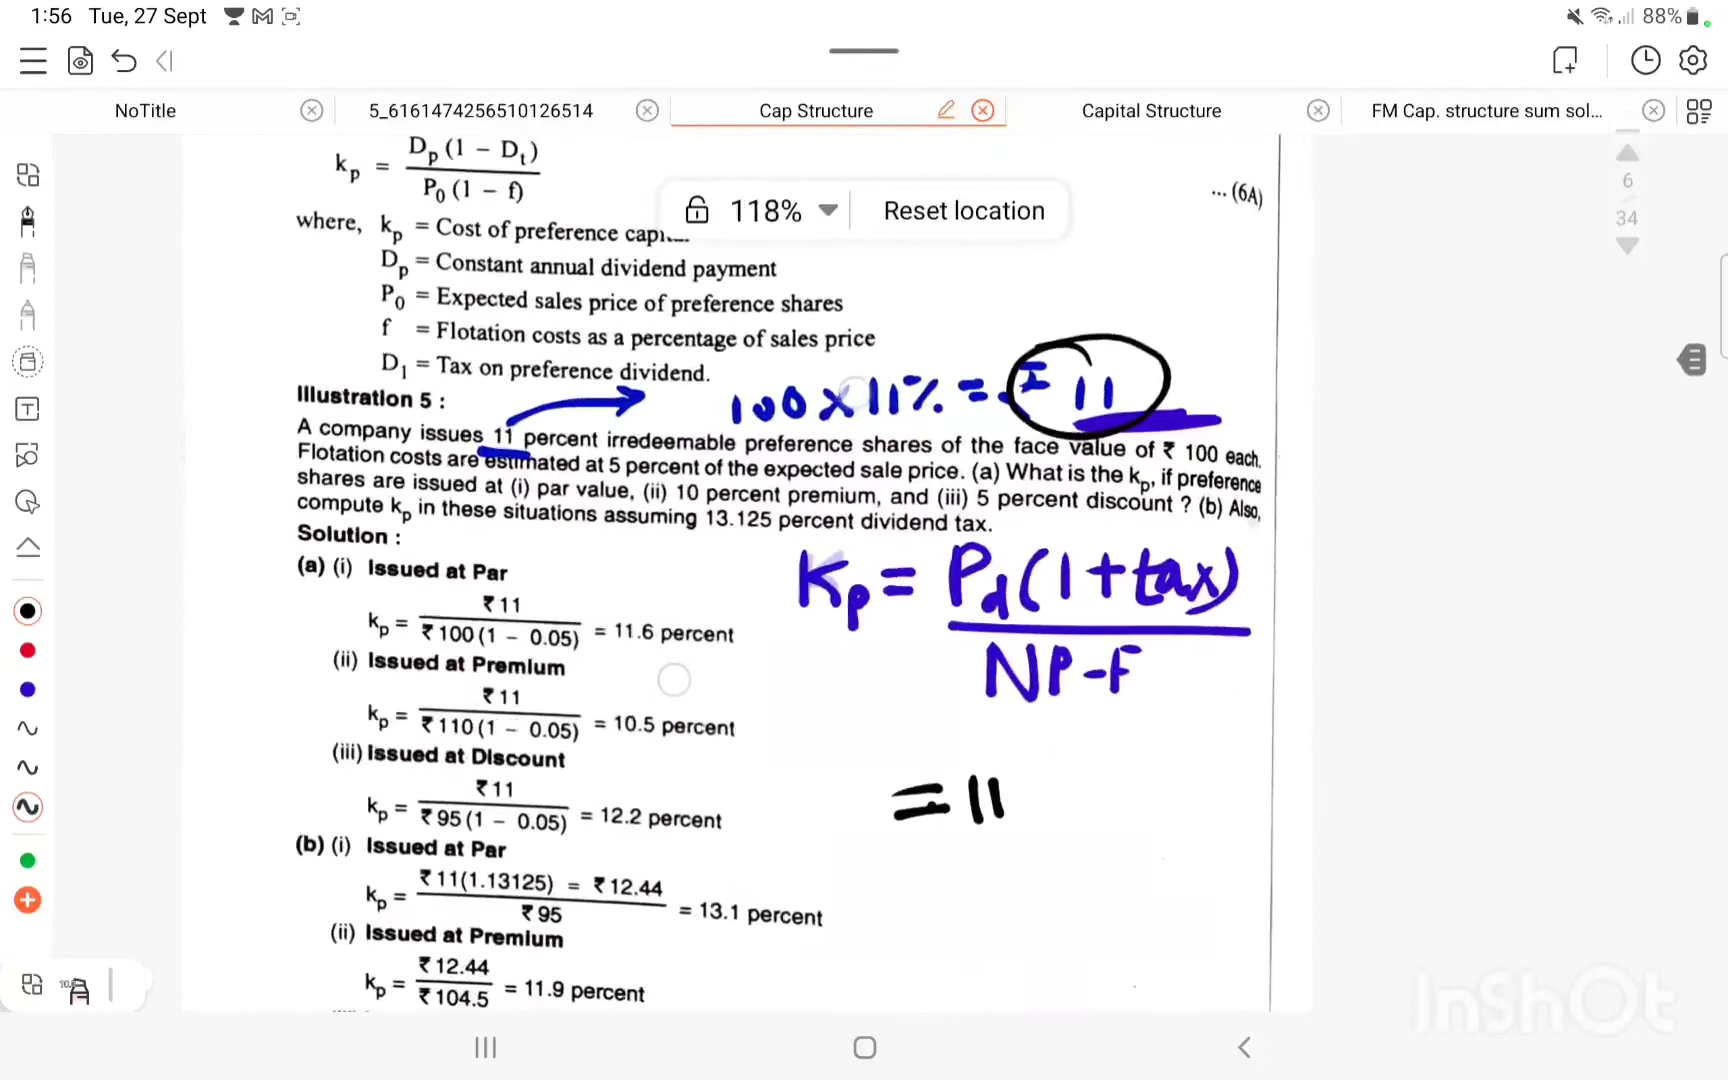 1:56 Tue, 27 Sept
88%
NoTitle
5_6161474256510126514
Cap Structure
Capital Structure
FM Cap. structure sum sol...
kp = Dp (1 – Dt)
P0 (1 – f)
... (6A)
118%
Reset location
6
34
where, kp = Cost of preference capi
Dp = Constant annual dividend payment
P0 = Expected sales price of preference shares
f = Flotation costs as a percentage of sales price
D1 = Tax on preference dividend.
100 × 11% = ₹ 11
Illustration 5 :
A company issues 11 percent irredeemable preference shares of the face value of ₹ 100 each.
Flotation costs are estimated at 5 percent of the expected sale price. (a) What is the kp, if preference
shares are issued at (i) par value, (ii) 10 percent premium, and (iii) 5 percent discount ? (b) Also,
compute kp in these situations assuming 13.125 percent dividend tax.
Solution :
(a) (i) Issued at Par
kp = ₹ 11
₹ 100 (1 – 0.05) = 11.6 percent
Kp = Pd (1 + tax)
NP - F
(ii) Issued at Premium
kp = ₹ 11
₹ 110 (1 – 0.05) = 10.5 percent
(iii) Issued at Discount
kp = ₹ 11
₹ 95 (1 – 0.05) = 12.2 percent
= 11
(b) (i) Issued at Par
kp = ₹ 11(1.13125) = ₹ 12.44
₹ 95 = 13.1 percent
(ii) Issued at Premium
kp = ₹ 12.44
₹ 104.5 = 11.9 percent
InShOt